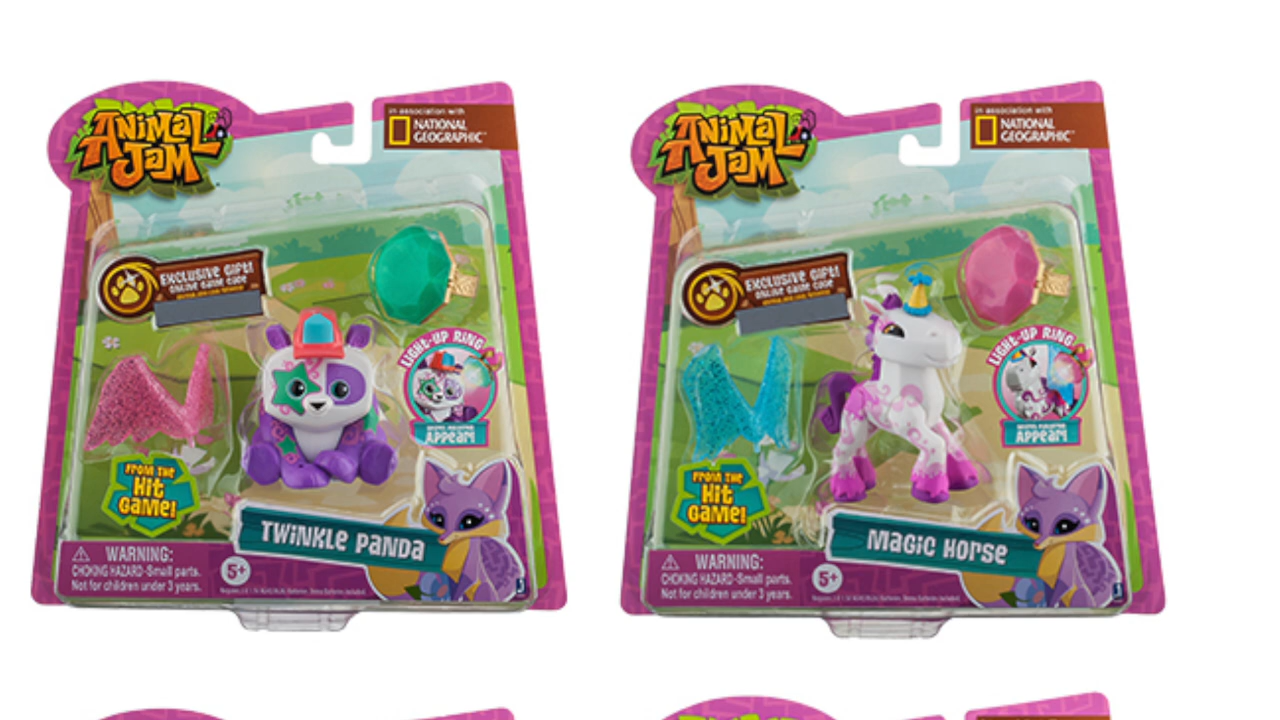 ANIMAL
JAM
in association with
NATIONAL
GEOGRAPHIC
EXCLUSIVE GIFT!
ONLINE GAME CODE
LIGHT-UP RING
APPEAR!
FROM THE
Hit
GAME!
TWINKLE PANDA
WARNING:
CHOKING HAZARD-Small parts.
Not for children under 3 years.
5+
ANIMAL
JAM
in association with
NATIONAL
GEOGRAPHIC
EXCLUSIVE GIFT!
ONLINE GAME CODE
LIGHT-UP RING
APPEAR!
FROM THE
Hit
GAME!
MAGIC HORSE
WARNING:
CHOKING HAZARD-Small parts.
Not for children under 3 years.
5+